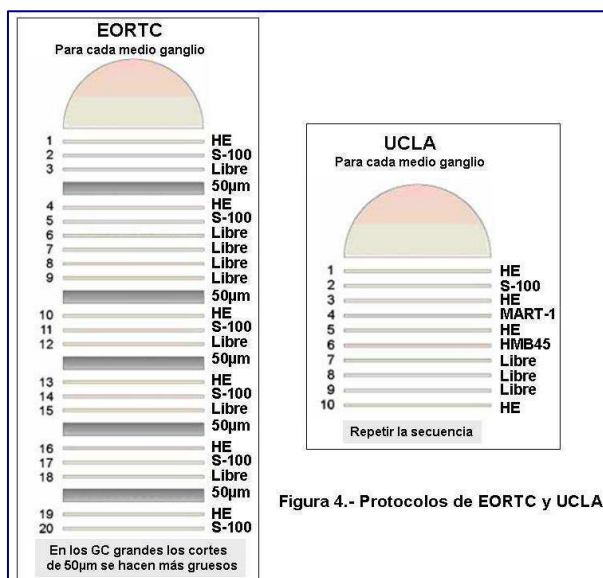 EORTC
Para cada medio ganglio
1 HE
2 S-100
3 Libre
50µm
4 HE
5 S-100
6 Libre
7 Libre
8 Libre
9 Libre
50µm
10 HE
11 S-100
12 Libre
50µm
13 HE
14 S-100
15 Libre
50µm
16 HE
17 S-100
18 Libre
50µm
19 HE
20 S-100
En los GC grandes los cortes
de 50µm se hacen más gruesos
UCLA
Para cada medio ganglio
1 HE
2 S-100
3 HE
4 MART-1
5 HE
6 HMB45
7 Libre
8 Libre
9 Libre
10 HE
Repetir la secuencia
Figura 4.- Protocolos de EORTC y UCLA